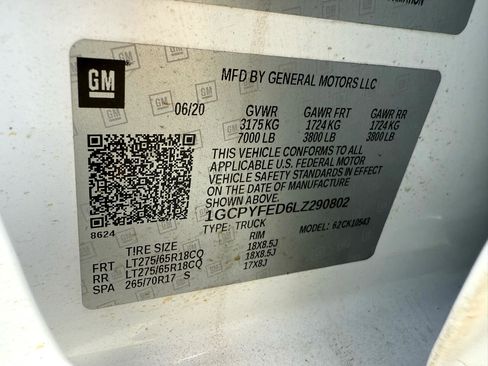 GM
MFD BY GENERAL MOTORS LLC
06/20 GVWR GAWR FRT GAWR RR
3175 KG 1724 KG 1724 KG
7000 LB 3800 LB 3800 LB
THIS VEHICLE CONFORMS TO ALL
APPLICABLE U.S. FEDERAL MOTOR
VEHICLE SAFETY STANDARDS IN EFFECT
ON THE DATE OF MANUFACTURE
SHOWN ABOVE.
1GCPYFED6LZ290802
8624
TYPE: TRUCK MODEL: 62CK10543
TIRE SIZE RIM
FRT LT275/65R18CQ 18X8.5J
RR LT275/65R18CQ 18X8.5J
SPA 265/70R17 S 17X8J
GM